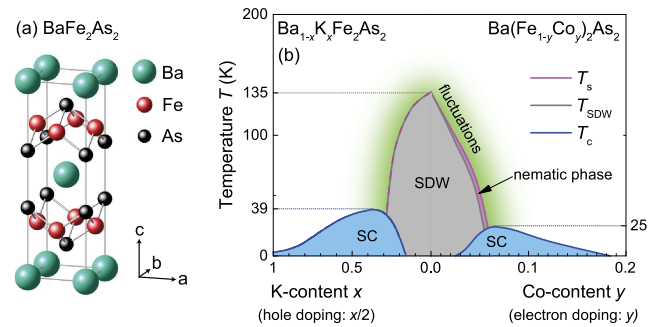 (a) BaFe₂As₂
Ba
Fe
As
c
b
a
Ba₁₋ₓKₓFe₂As₂
Ba(Fe₁₋yCoy)₂As₂
(b)
Temperature T (K)
200
135
100
39
0
fluctuations
Tₛ
T_SDW
T_c
nematic phase
SDW
SC
SC
25
1 0.5 0.0 0.1 0.2
K-content x
Co-content y
(hole doping: x/2)
(electron doping: y)